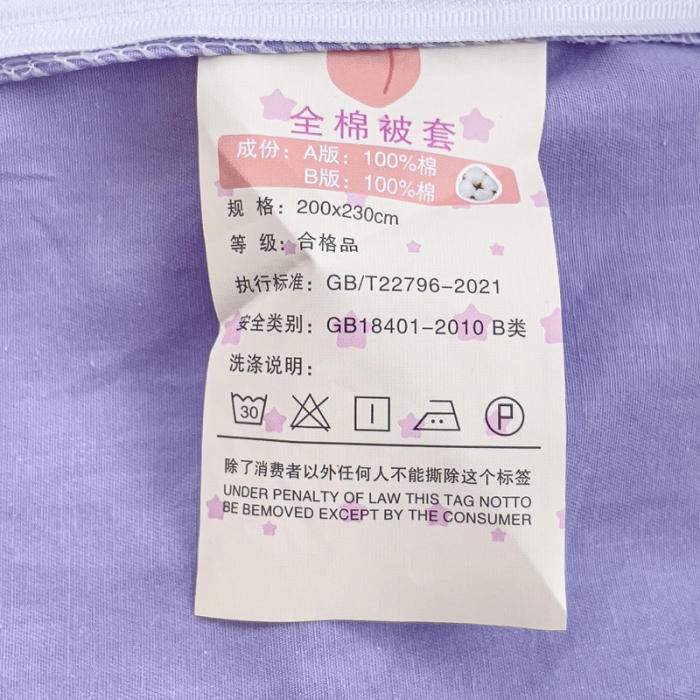 全棉被套
成份：A版：100%棉
B版：100%棉
规 格：200x230cm
等 级：合格品
执行标准：GB/T22796-2021
安全类别：GB18401-2010 B类
洗涤说明：
30 P
除了消费者以外任何人不能撕除这个标签
UNDER PENALTY OF LAW THIS TAG NOTTO
BE BEMOVED EXCEPT BY THE CONSUMER